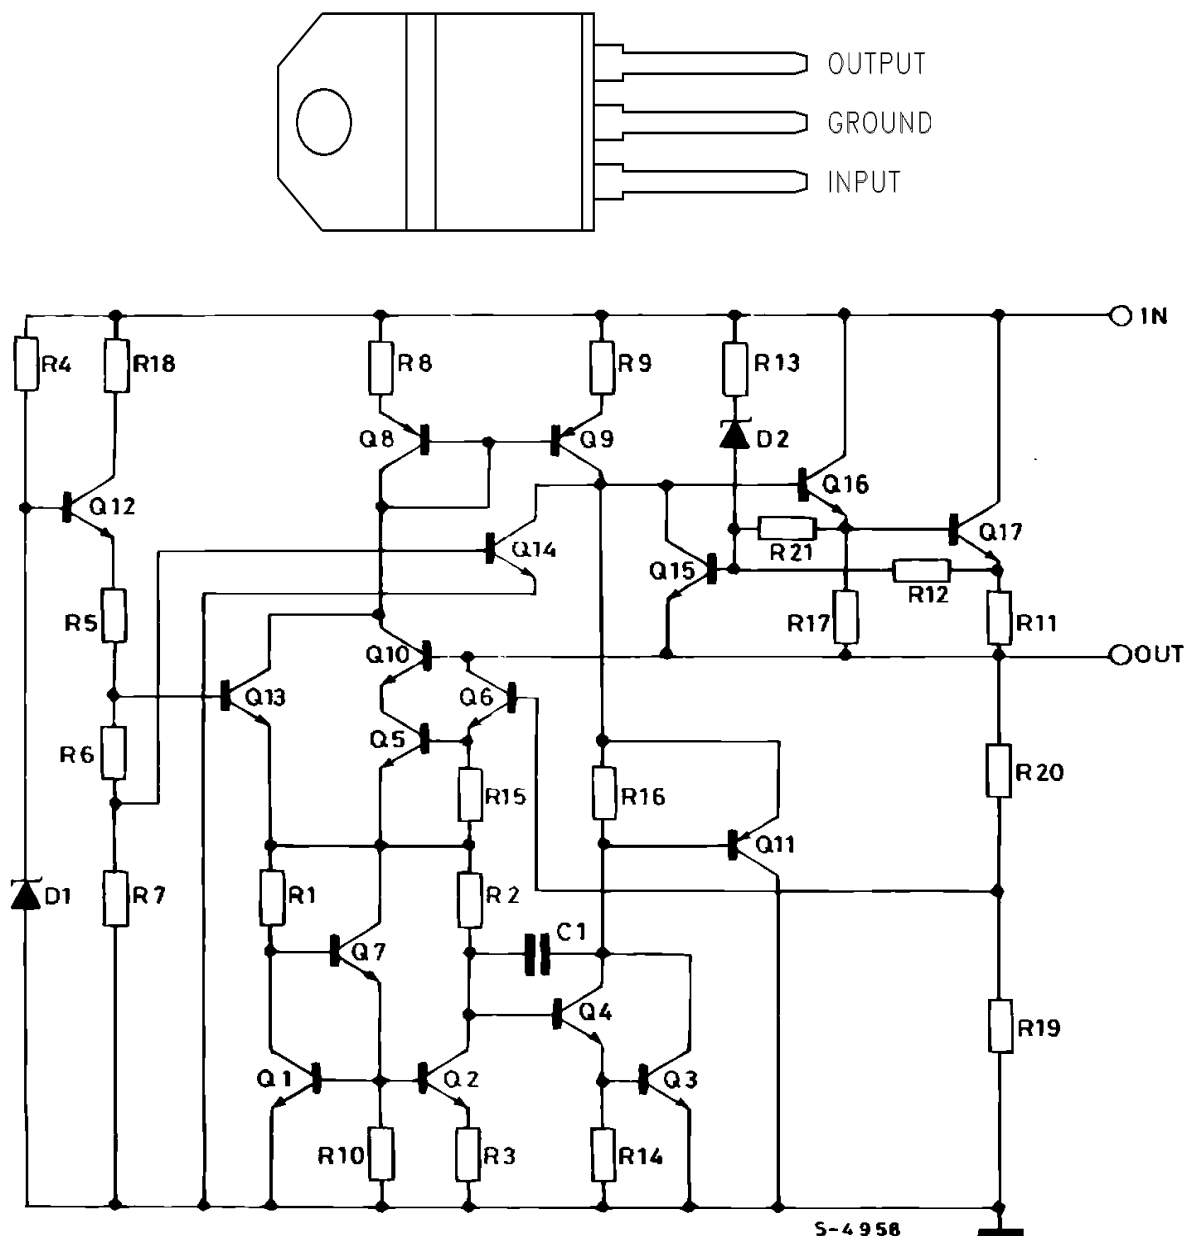 OUTPUT
GROUND
INPUT
IN
R4
R18
R8
R9
R13
Q8
Q9
D2
Q12
Q16
Q14
R21
Q17
Q15
R12
R5
R17
R11
Q10
OUT
Q13
Q6
R6
Q5
R15
R16
R20
Q11
D1
R7
R1
R2
C1
Q7
Q4
R19
Q1
Q2
Q3
R10
R3
R14
S-4958